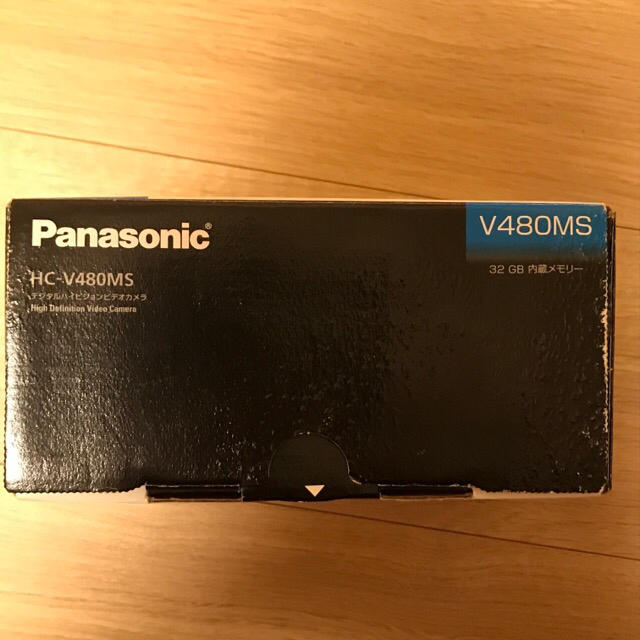 Panasonic®
V480MS
HC-V480MS
32 GB 内蔵メモリー
デジタルハイビジョンビデオカメラ
High Definition Video Camera